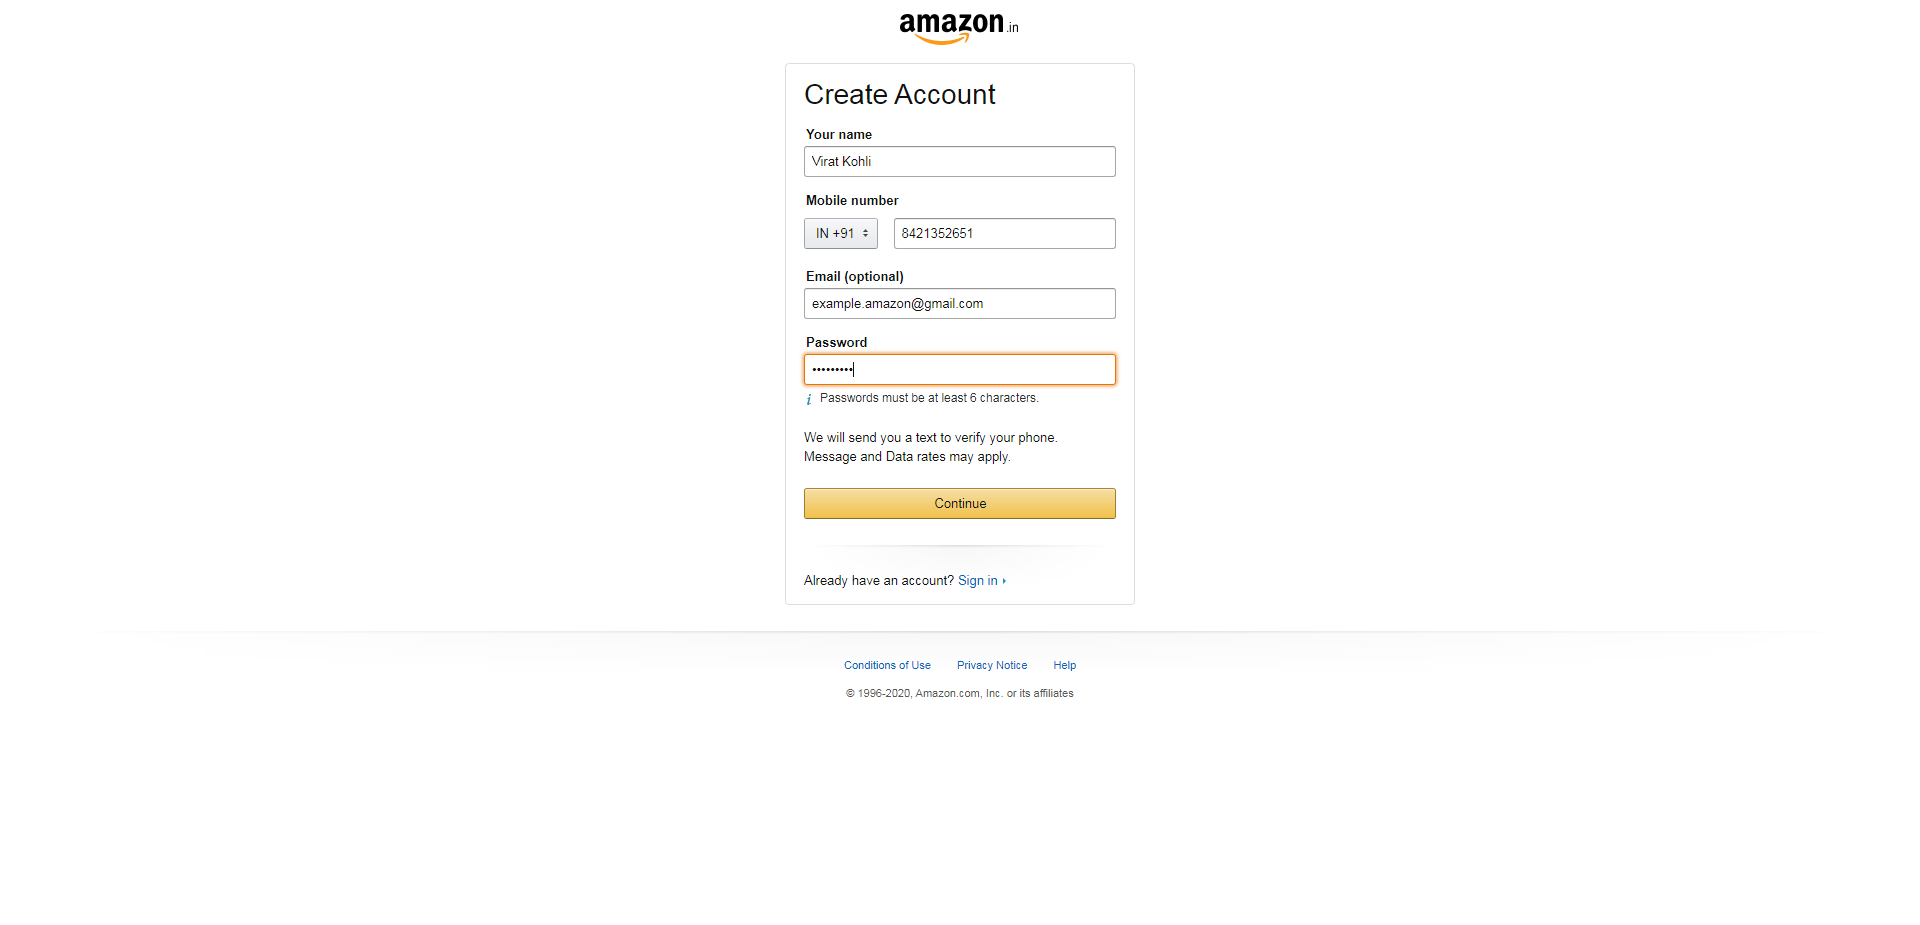 amazon.in
Create Account
Your name
Virat Kohli
Mobile number
IN +91 8421352651
Email (optional)
example.amazon@gmail.com
Password
•••••••••
i Passwords must be at least 6 characters.
We will send you a text to verify your phone.
Message and Data rates may apply.
Continue
Already have an account? Sign in
Conditions of Use Privacy Notice Help
© 1996-2020, Amazon.com, Inc. or its affiliates